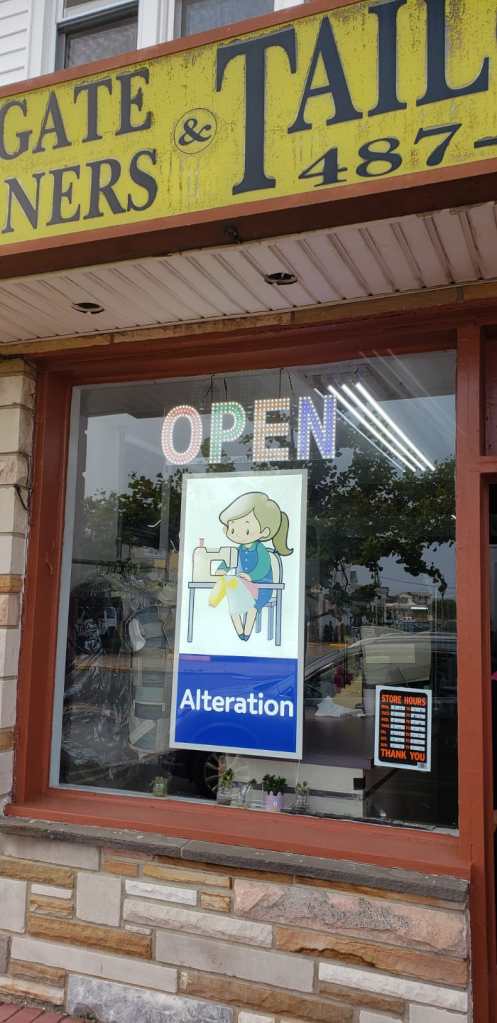 GATE & TAIL
NERS 487-
OPEN
Alteration
STORE HOURS
THANK YOU